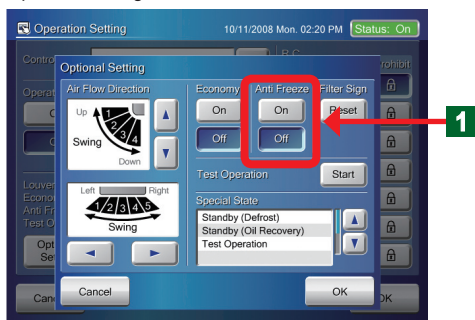 Operation Setting 10/11/2008 Mon. 02:20 PM Status: On
Optional Setting
Air Flow Direction Economy Anti Freeze Filter Sign
Up
1 2 3 4
Swing
Down
On On Reset
Off Off
Test Operation Start
Left Right
1 2 3 4 5
Swing
Special State
Standby (Defrost)
Standby (Oil Recovery)
Test Operation
Cancel OK
1